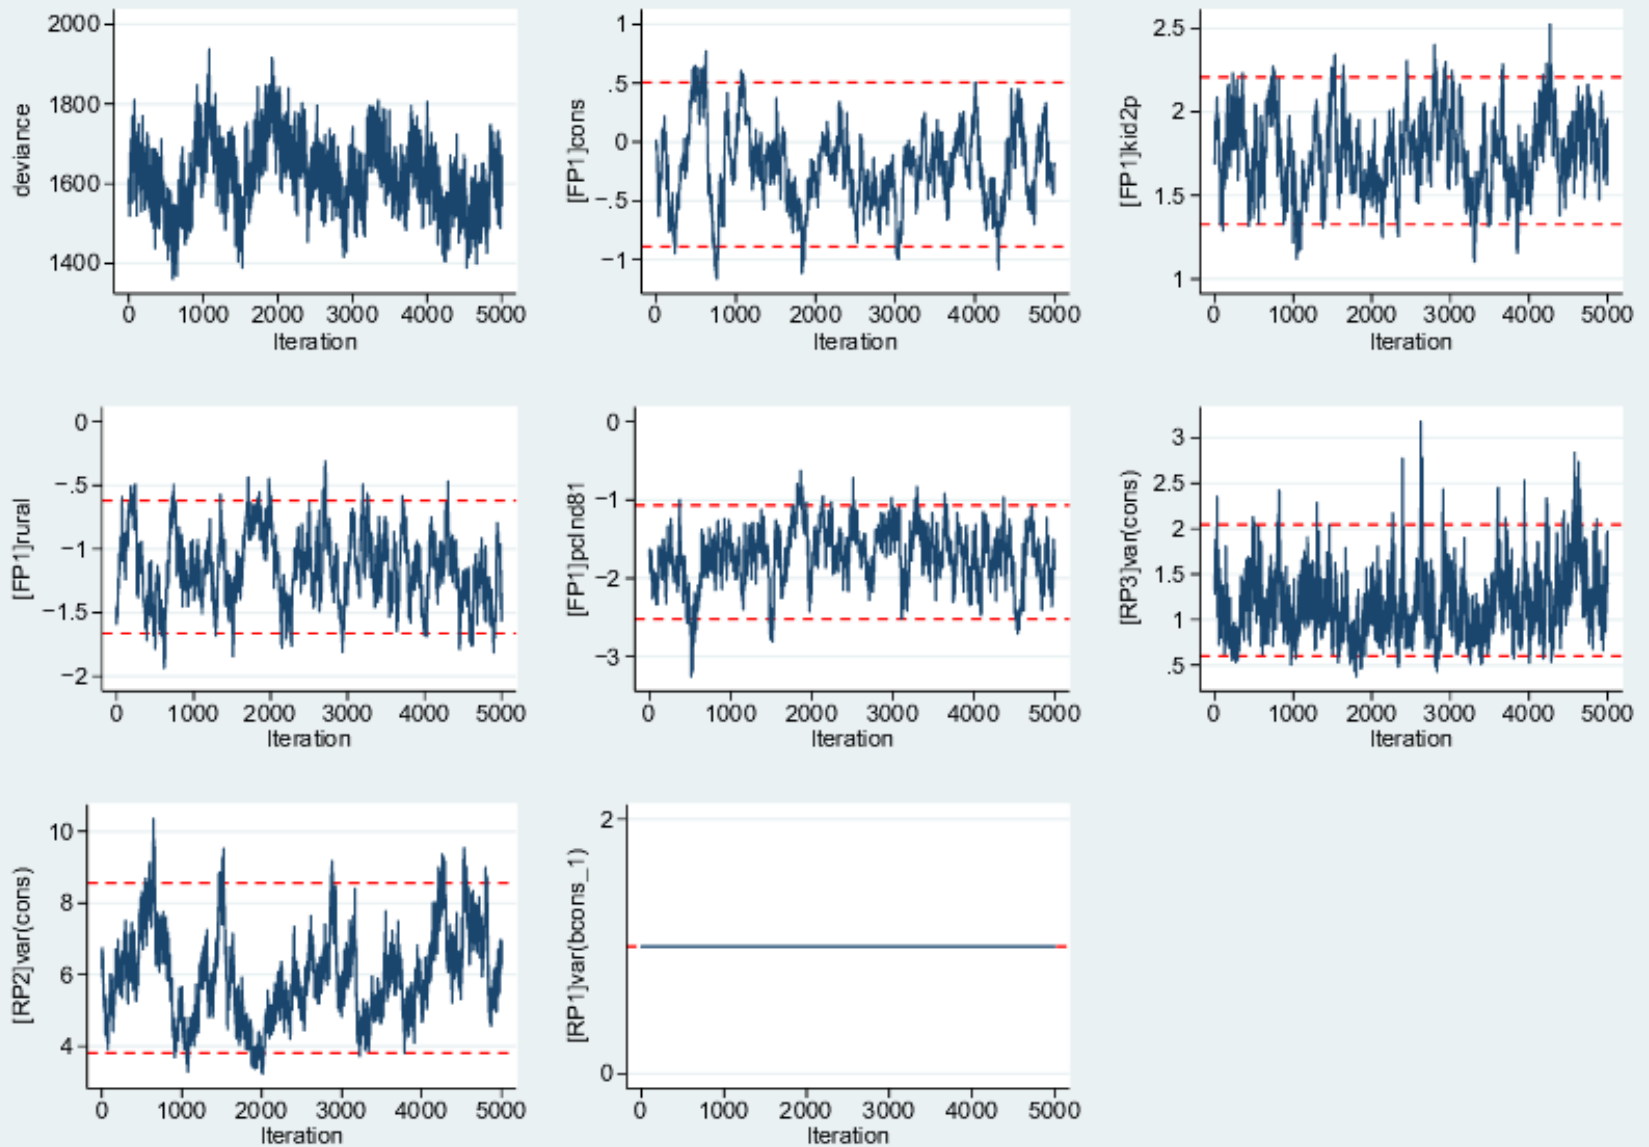 deviance
2000
1800
1600
1400
0 1000 2000 3000 4000 5000
Iteration
[FP1]cons
1
.5
0
−.5
−1
0 1000 2000 3000 4000 5000
Iteration
[FP1]kid2p
2.5
2
1.5
1
0 1000 2000 3000 4000 5000
Iteration
[FP1]rural
0
−.5
−1
−1.5
−2
0 1000 2000 3000 4000 5000
Iteration
[FP1]pclnd81
0
−1
−2
−3
0 1000 2000 3000 4000 5000
Iteration
[RP3]var(cons)
3
2.5
2
1.5
1
.5
0 1000 2000 3000 4000 5000
Iteration
[RP2]var(cons)
10
8
6
4
0 1000 2000 3000 4000 5000
Iteration
[RP1]var(bcons_1)
2
0
0 1000 2000 3000 4000 5000
Iteration